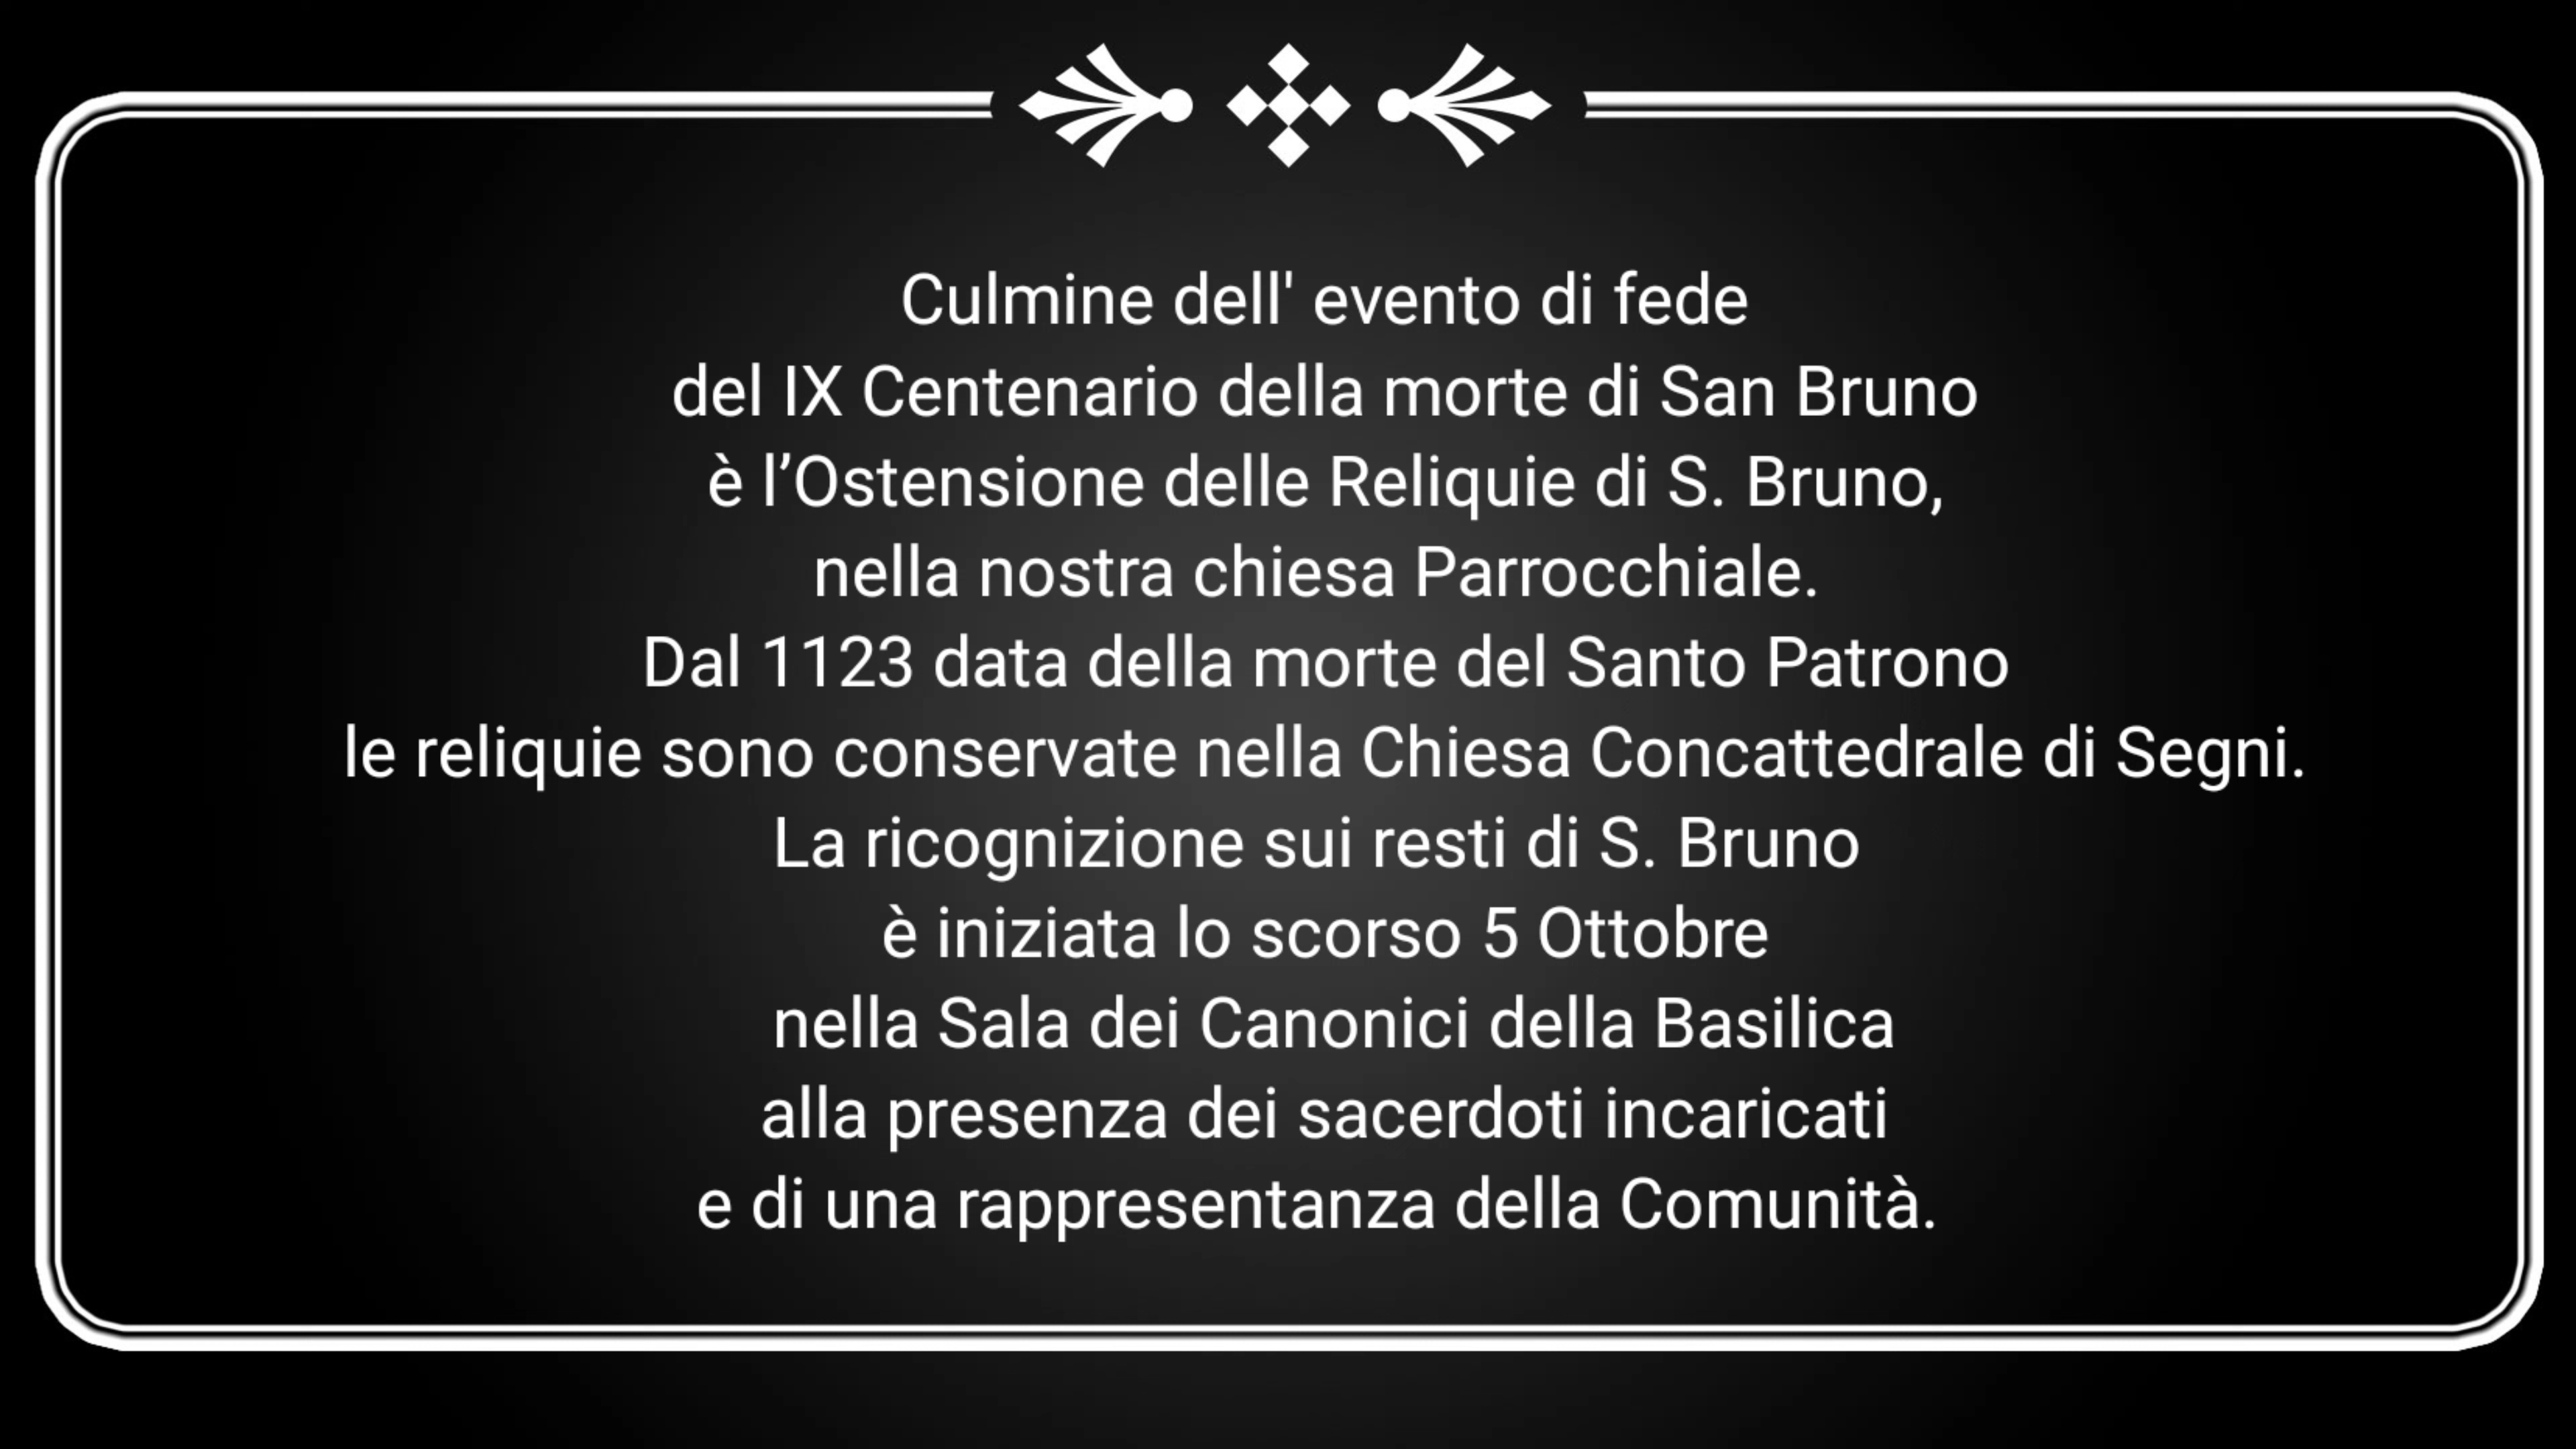 Culmine dell' evento di fede
del IX Centenario della morte di San Bruno
è l’Ostensione delle Reliquie di S. Bruno,
nella nostra chiesa Parrocchiale.
Dal 1123 data della morte del Santo Patrono
le reliquie sono conservate nella Chiesa Concattedrale di Segni.
La ricognizione sui resti di S. Bruno
è iniziata lo scorso 5 Ottobre
nella Sala dei Canonici della Basilica
alla presenza dei sacerdoti incaricati
e di una rappresentanza della Comunità.